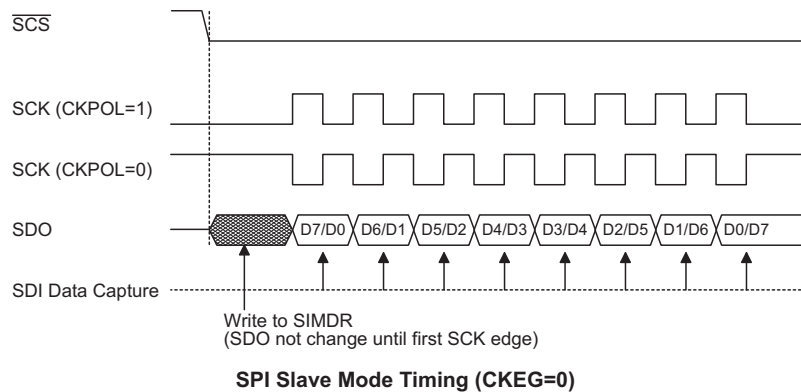 SCS
SCK (CKPOL=1)
SCK (CKPOL=0)
SDO D7/D0 D6/D1 D5/D2 D4/D3 D3/D4 D2/D5 D1/D6 D0/D7
SDI Data Capture
Write to SIMDR
(SDO not change until first SCK edge)
SPI Slave Mode Timing (CKEG=0)